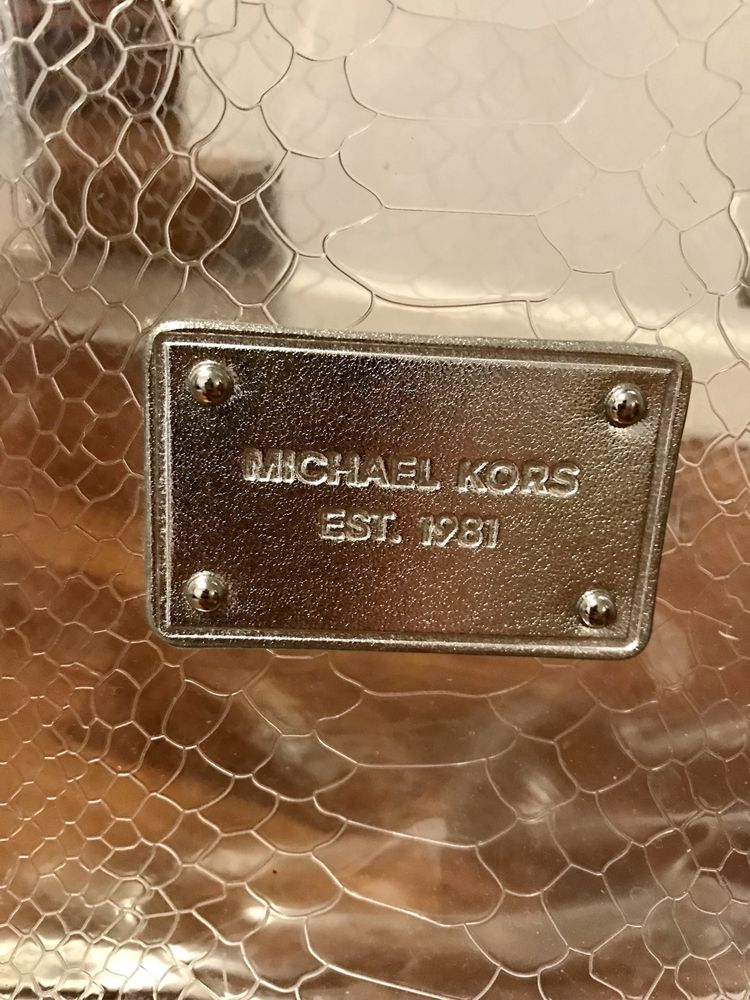 MICHAEL KORS
EST. 1981